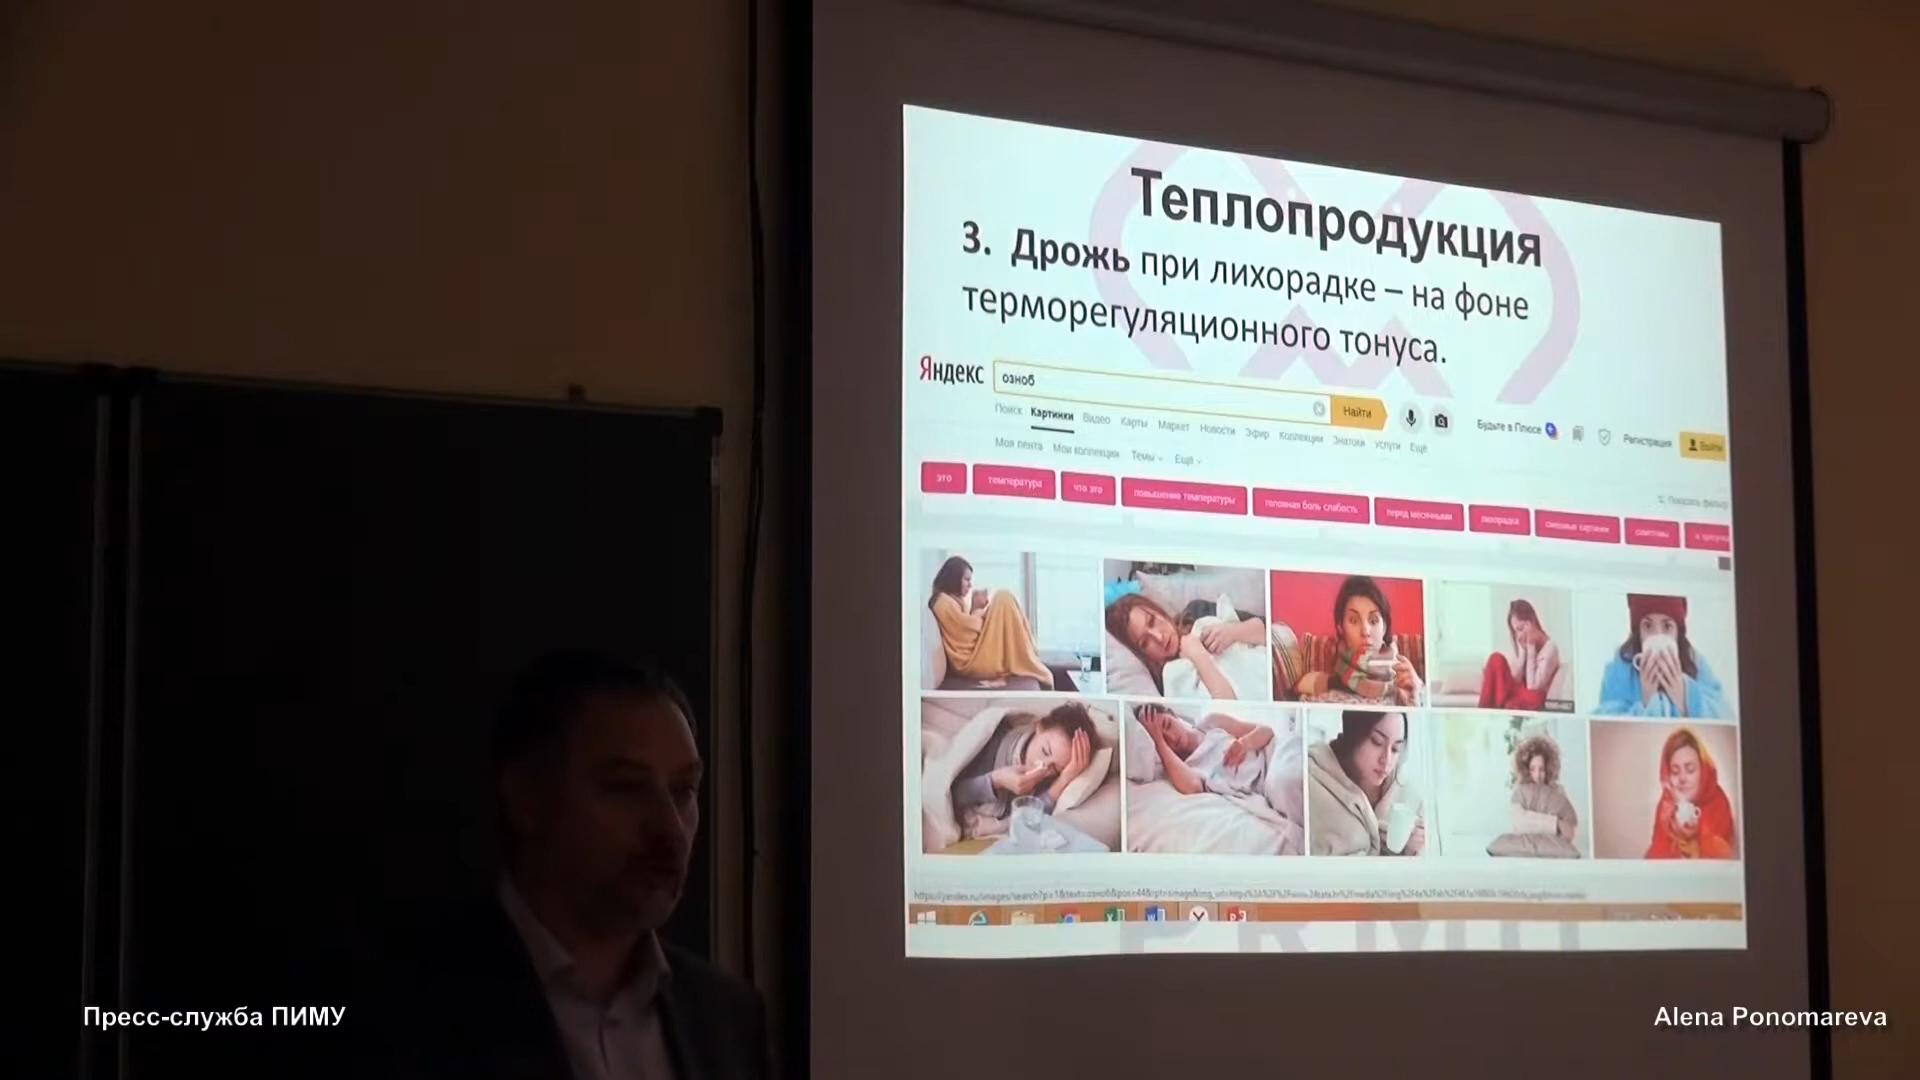 Теплопродукция
3. Дрожь при лихорадке – на фоне
терморегуляционного тонуса.
Яндекс
озноб
Найти
Поиск Картинки Видео Карты Маркет Новости Эфир Коллекции Знатоки Услуги Ещё
Будьте в Плюсе
Регистрация
Войти
Моя лента Мои коллекции Темы Ещё
это температура что это повышение температуры головная боль слабость перед месячными лихорадка смешные картинки симптомы
Пресс-служба ПИМУ
Alena Ponomareva